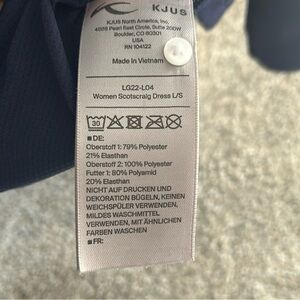 KJUS
KJUS North America, Inc.
4988 Pearl East Circle, Suite 200W
Boulder, CO 80301
USA
RN 104122
Made in Vietnam
LG22-L04
Women Scotscraig Dress L/S
30
■ DE:
Oberstoff 1: 79% Polyester
21% Elasthan
Oberstoff 2: 100% Polyester
Futter 1: 80% Polyamid
20% Elasthan
NICHT AUF DRUCKEN UND
DEKORATION BÜGELN, KEINEN
WEICHSPÜLER VERWENDEN,
MILDES WASCHMITTEL
VERWENDEN, MIT ÄHNLICHEN
FARBEN WASCHEN
■ FR: